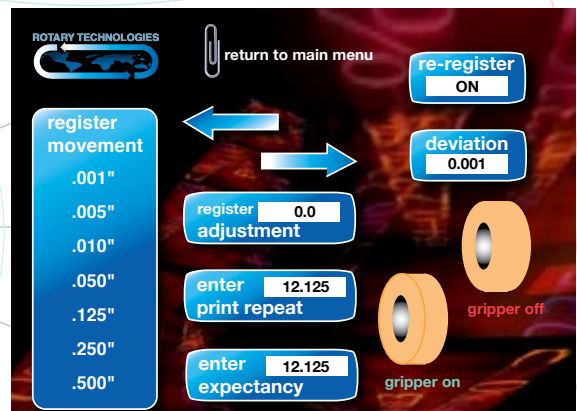 ROTARY TECHNOLOGIES
return to main menu
re-register
ON
register
movement
.001"
.005"
.010"
.050"
.125"
.250"
.500"
deviation
0.001
register 0.0
adjustment
enter 12.125
print repeat
enter 12.125
expectancy
gripper off
gripper on